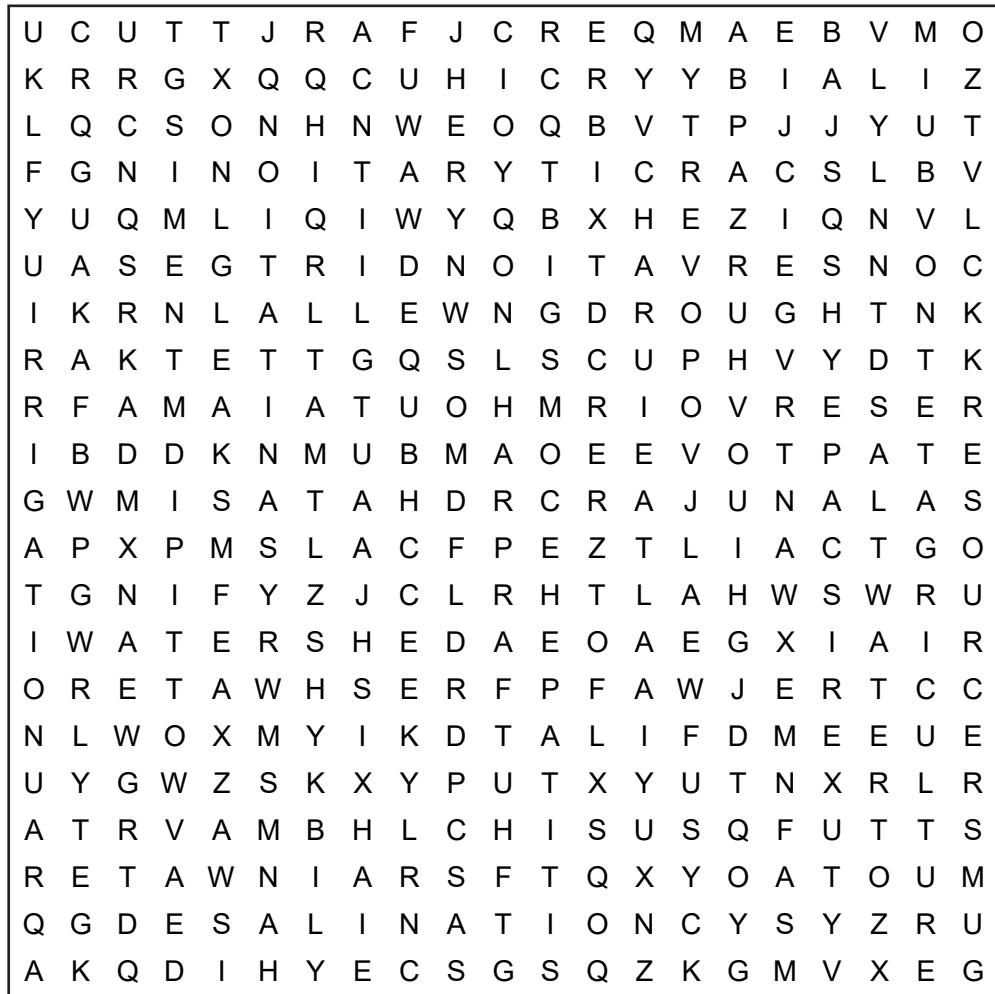 U C U T T J R A F J C R E Q M A E B V M O
K R R G X Q Q C U H I C R Y Y B I A L I Z
L Q C S O N H N W E O Q B V T P J J Y U T
F G N I N O I T A R Y T I C R A C S L B V
Y U Q M L I Q I W Y Q B X H E Z I Q N V L
U A S E G T R I D N O I T A V R E S N O C
I K R N L A L L E W N G D R O U G H T N K
R A K T E T T G Q S L S C U P H V Y D T K
R F A M A I A T U O H M R I O V R E S E R
I B D D K N M U B M A O E E V O T P A T E
G W M I S A T A H D R C R A J U N A L A S
A P X P M S L A C F P E Z T L I A C T G O
T G N I F Y Z J C L R H T L A H W S W R U
I W A T E R S H E D A E O A E G X I A I R
O R E T A W H S E R F P F A W J E R T C C
N L W O X M Y I K D T A L I F D M E E U E
U Y G W Z S K X Y P U T X Y U T N X R L R
A T R V A M B H L C H I S U S Q F U T T S
R E T A W N I A R S F T Q X Y O A T O U M
Q G D E S A L I N A T I O N C Y S Y Z R U
A K Q D I H Y E C S G S Q Z K G M V X E G